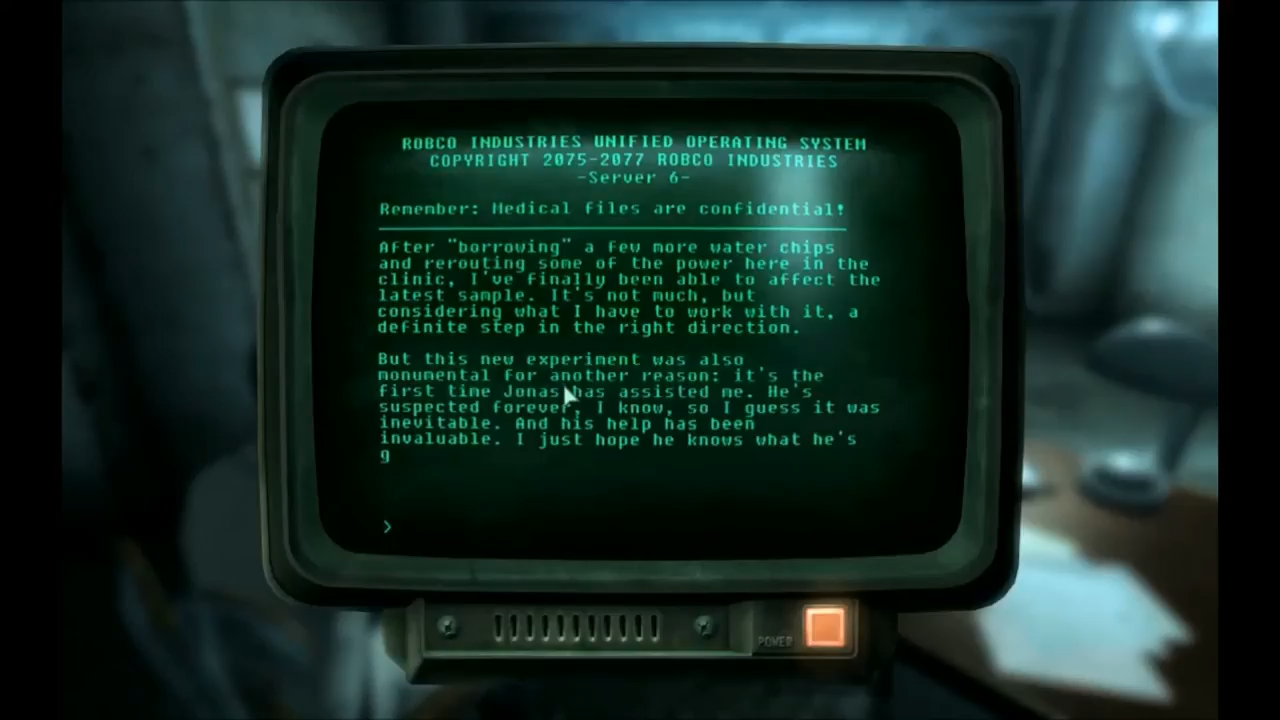 ROBCO INDUSTRIES UNIFIED OPERATING SYSTEM
COPYRIGHT 2075-2077 ROBCO INDUSTRIES
-Server 6-
Remember: Medical files are confidential!
After "borrowing" a few more water chips
and rerouting some of the power here in the
clinic, I've finally been able to affect the
latest sample. It's not much, but
considering what I have to work with it, a
definite step in the right direction.
But this new experiment was also
monumental for another reason: it's the
first time Jonas has assisted me. He's
suspected forever, I know, so I guess it was
inevitable. And his help has been
invaluable. I just hope he knows what he's
g
>
POWER